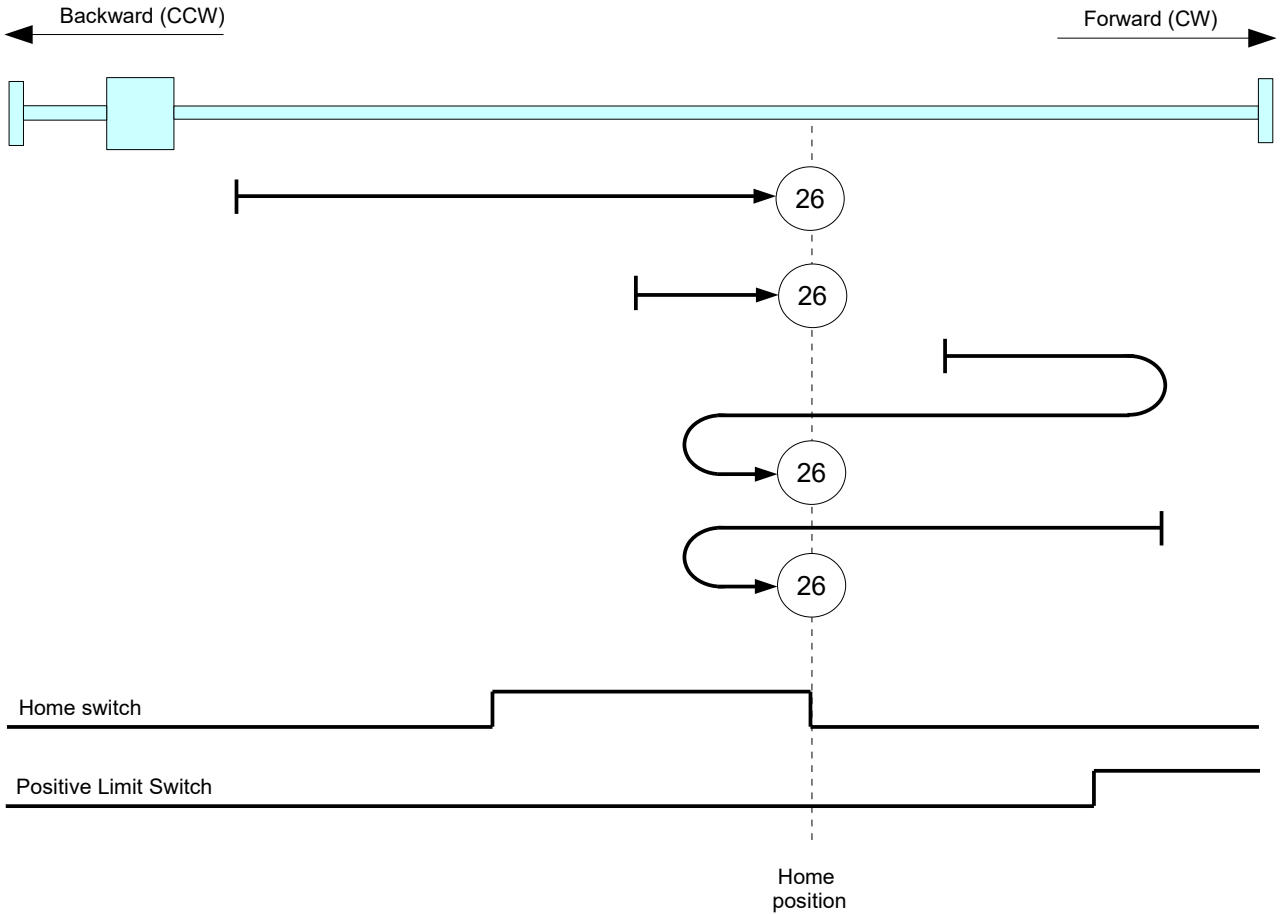 Backward (CCW)
Forward (CW)
26
26
26
26
Home switch
Positive Limit Switch
Home
position